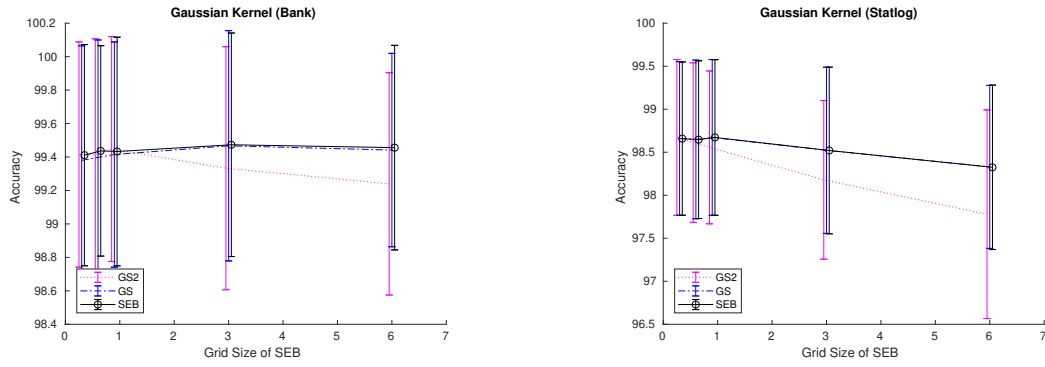 Gaussian Kernel (Bank)
100.2
100
99.8
99.6
99.4
99.2
99
98.8
98.6
98.4
Accuracy
GS2
GS
SEB
0 1 2 3 4 5 6 7
Grid Size of SEB
Gaussian Kernel (Statlog)
100
99.5
99
98.5
98
97.5
97
96.5
Accuracy
GS2
GS
SEB
0 1 2 3 4 5 6 7
Grid Size of SEB